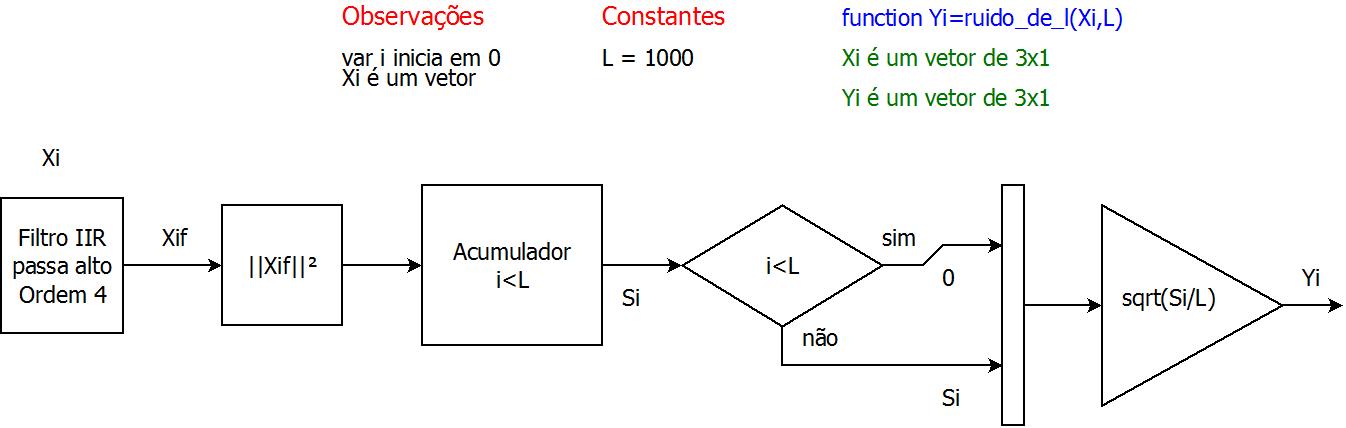 Observações
var i inicia em 0
Xi é um vetor
Constantes
L = 1000
function Yi=ruido_de_l(Xi,L)
Xi é um vetor de 3x1
Yi é um vetor de 3x1
Xi
Filtro IIR
passa alto
Ordem 4
Xif
||Xif||²
Acumulador
i<L
Si
i<L
sim
0
não
Si
sqrt(Si/L)
Yi